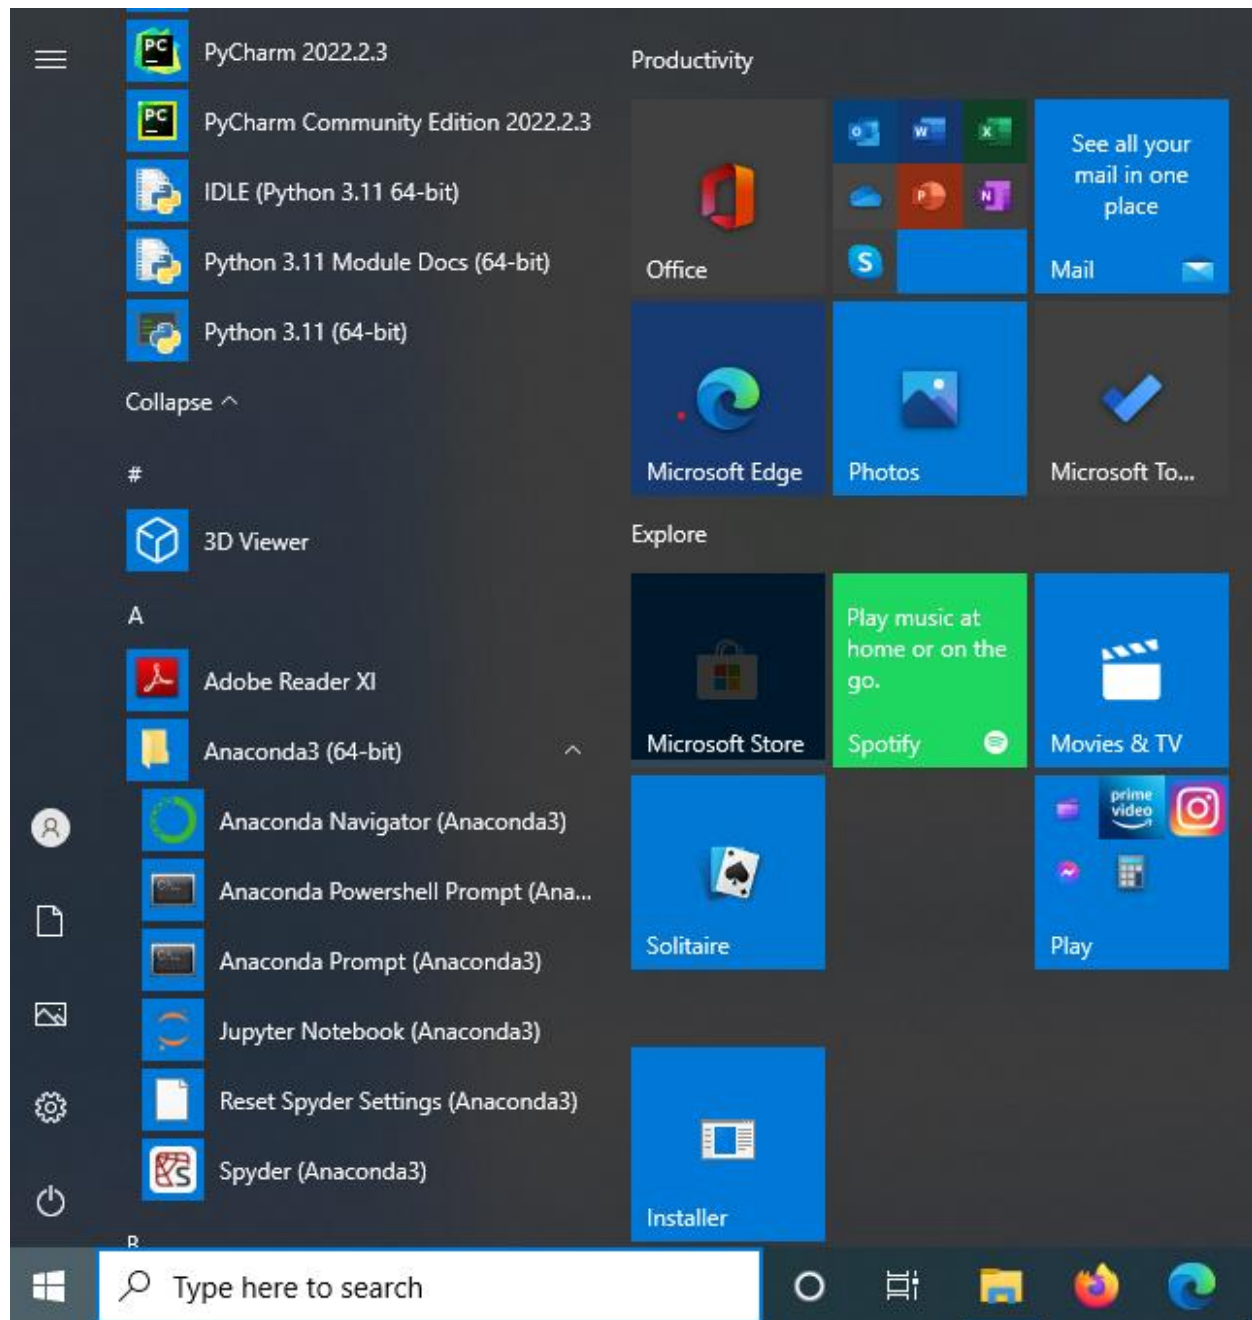 PyCharm 2022.2.3
PyCharm Community Edition 2022.2.3
IDLE (Python 3.11 64-bit)
Python 3.11 Module Docs (64-bit)
Python 3.11 (64-bit)
Collapse
#
3D Viewer
A
Adobe Reader XI
Anaconda3 (64-bit)
Anaconda Navigator (Anaconda3)
Anaconda Powershell Prompt (Ana...
Anaconda Prompt (Anaconda3)
Jupyter Notebook (Anaconda3)
Reset Spyder Settings (Anaconda3)
Spyder (Anaconda3)
Productivity
Office
See all your
mail in one
place
Mail
Microsoft Edge
Photos
Microsoft To...
Explore
Microsoft Store
Play music at
home or on the
go.
Spotify
Movies & TV
Solitaire
prime
video
Play
Installer
Type here to search